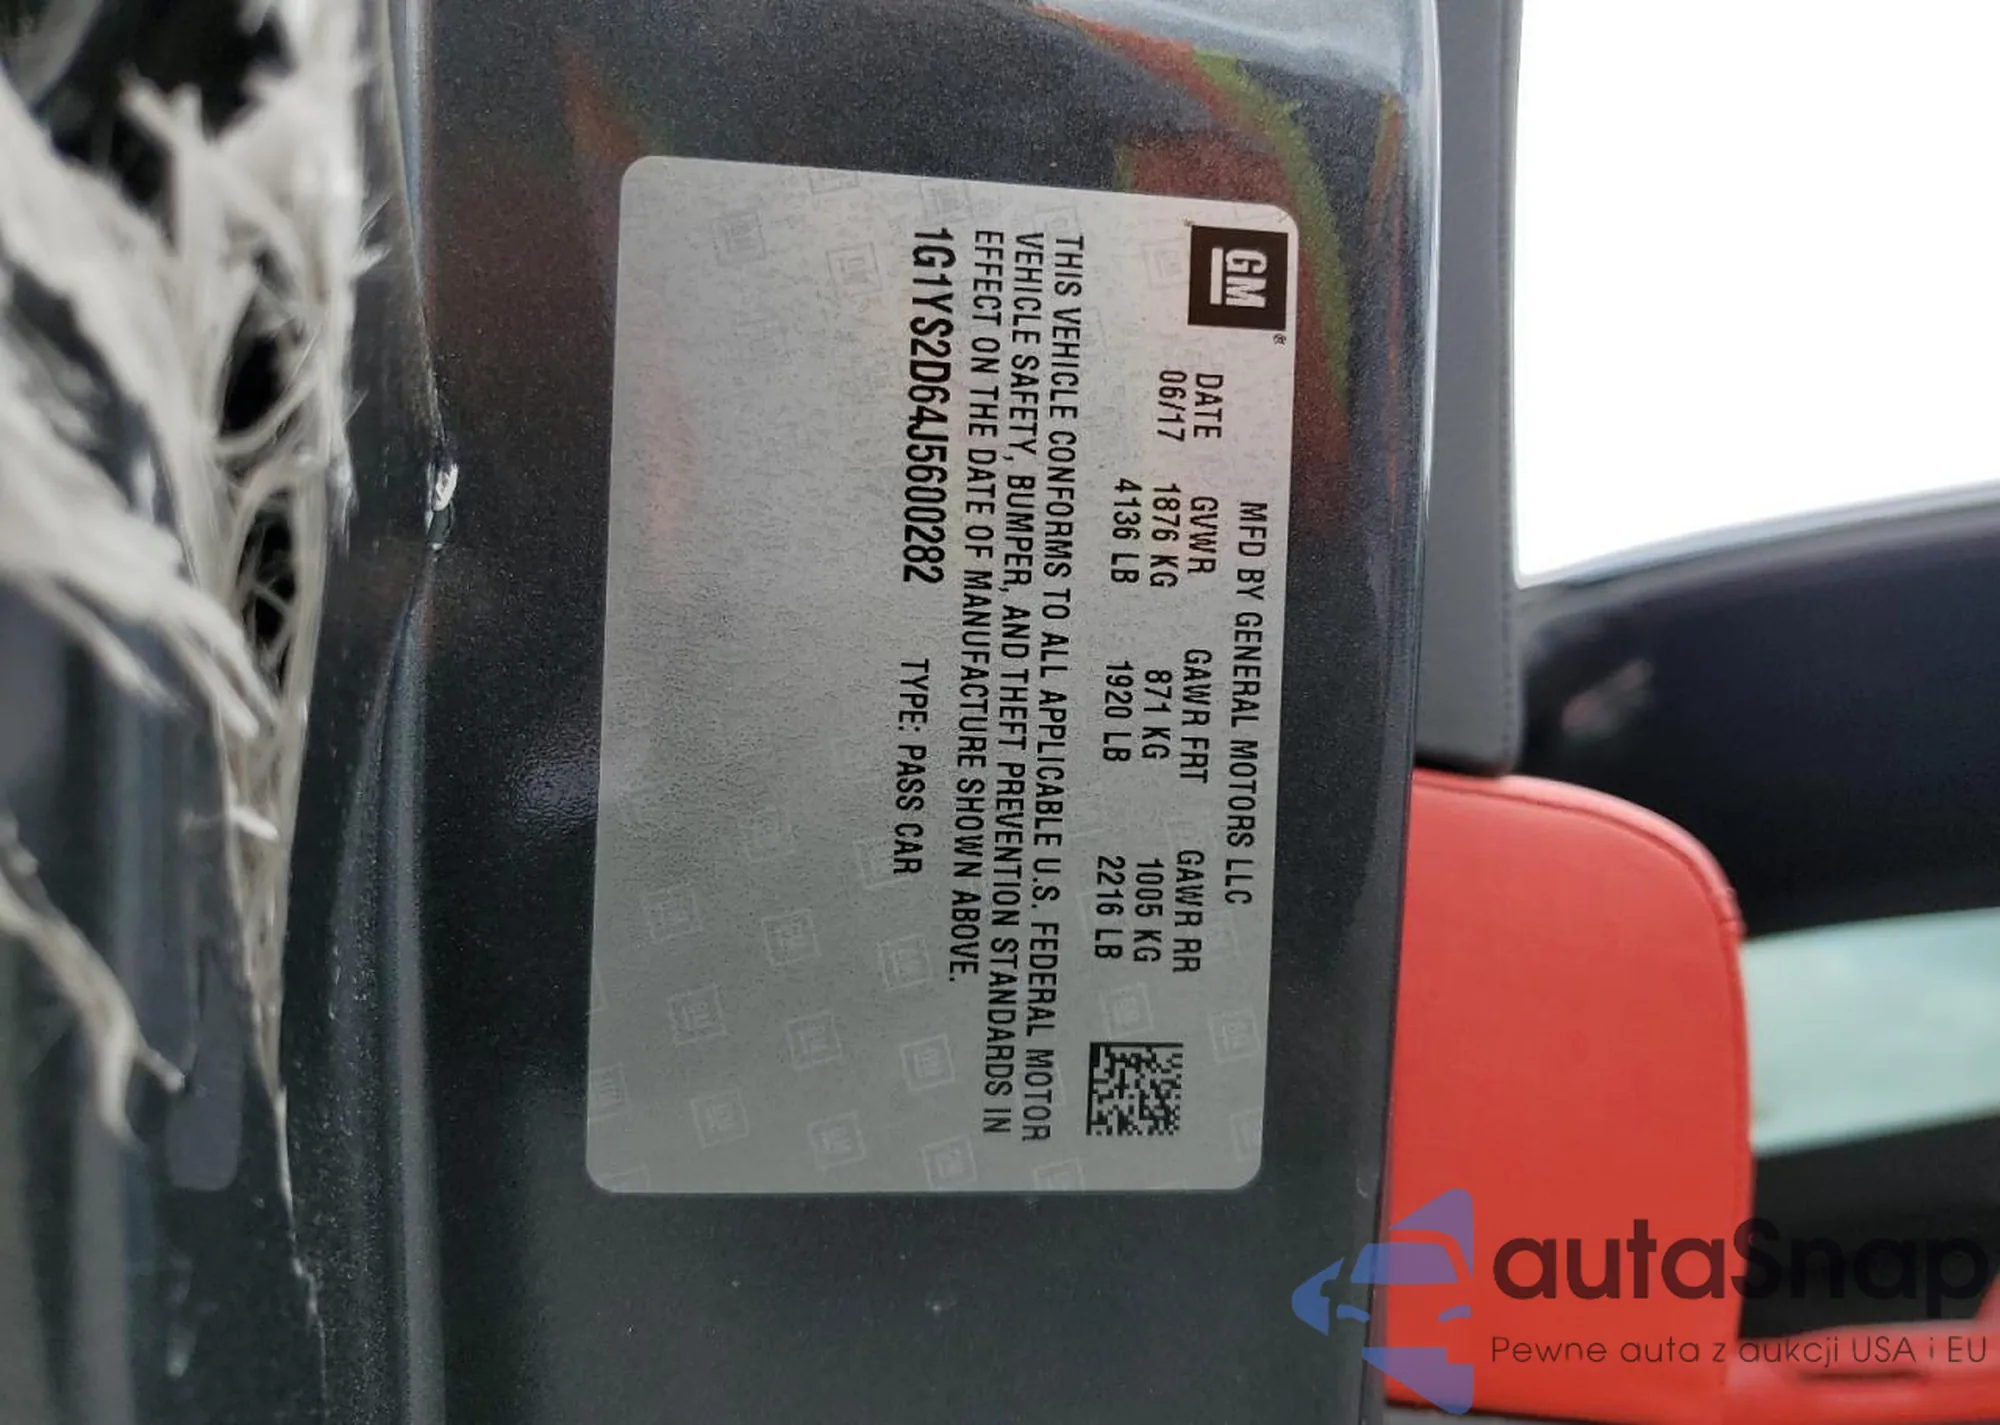 GM
MFD BY GENERAL MOTORS LLC
DATE GVWR GAWR FRT GAWR RR
06/17 1876 KG 871 KG 1005 KG
4136 LB 1920 LB 2216 LB
THIS VEHICLE CONFORMS TO ALL APPLICABLE U.S. FEDERAL MOTOR
VEHICLE SAFETY, BUMPER, AND THEFT PREVENTION STANDARDS IN
EFFECT ON THE DATE OF MANUFACTURE SHOWN ABOVE.
1G1YS2D64J5600282 TYPE: PASS CAR
autaSnap
Pewne auta z aukcji USA i EU